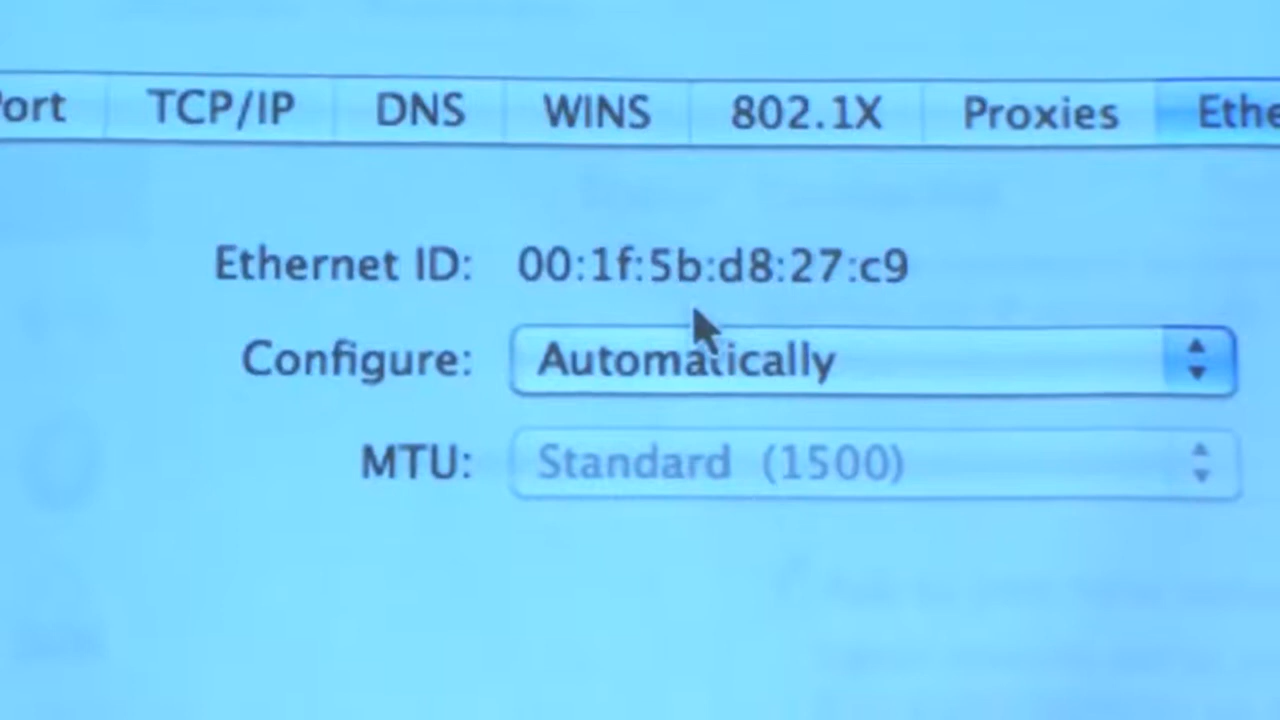 Port TCP/IP DNS WINS 802.1X Proxies Ethe
Ethernet ID: 00:1f:5b:d8:27:c9
Configure: Automatically
MTU: Standard (1500)